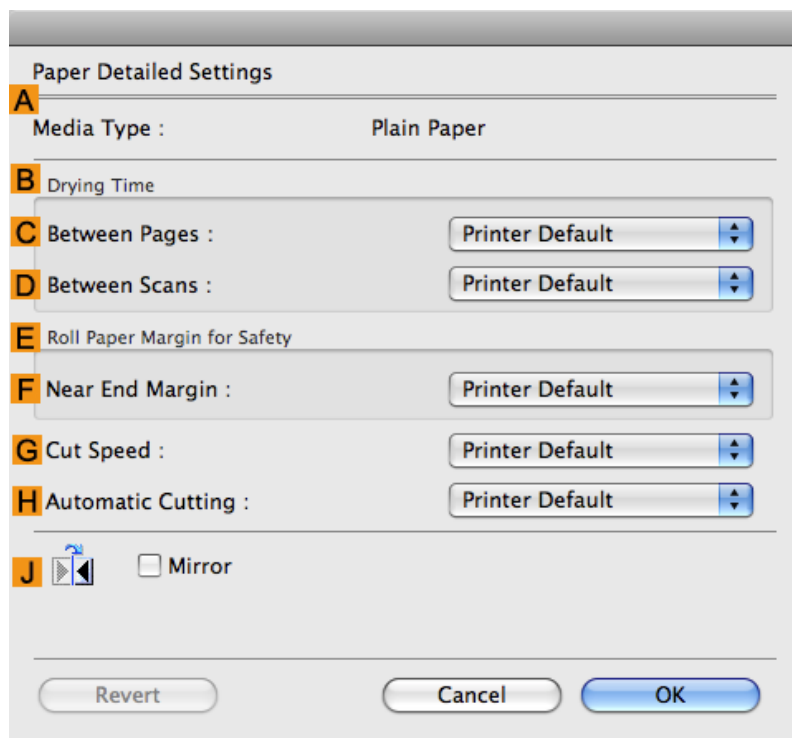 Paper Detailed Settings
A
Media Type : Plain Paper
B Drying Time
C Between Pages : Printer Default
D Between Scans : Printer Default
E Roll Paper Margin for Safety
F Near End Margin : Printer Default
G Cut Speed : Printer Default
H Automatic Cutting : Printer Default
J Mirror
Revert Cancel OK